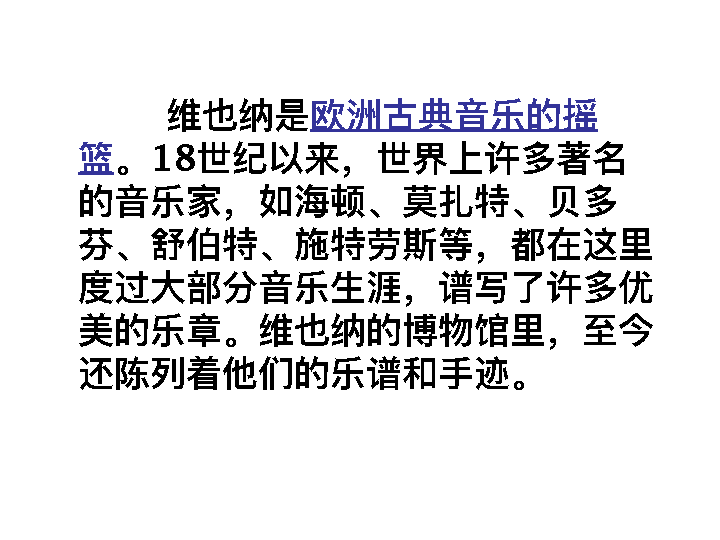 维也纳是欧洲古典音乐的摇
篮。18世纪以来，世界上许多著名
的音乐家，如海顿、莫扎特、贝多
芬、舒伯特、施特劳斯等，都在这里
度过大部分音乐生涯，谱写了许多优
美的乐章。维也纳的博物馆里，至今
还陈列着他们的乐谱和手迹。